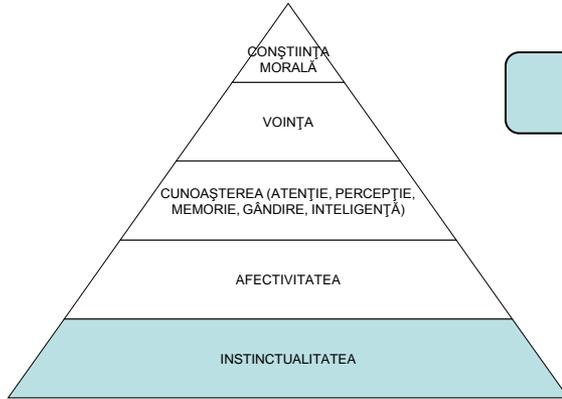 CONŞTIINŢA
MORALĂ
VOINŢA
CUNOAŞTEREA (ATENŢIE, PERCEPŢIE,
MEMORIE, GÂNDIRE, INTELIGENŢĂ)
AFECTIVITATEA
INSTINCTUALITATEA